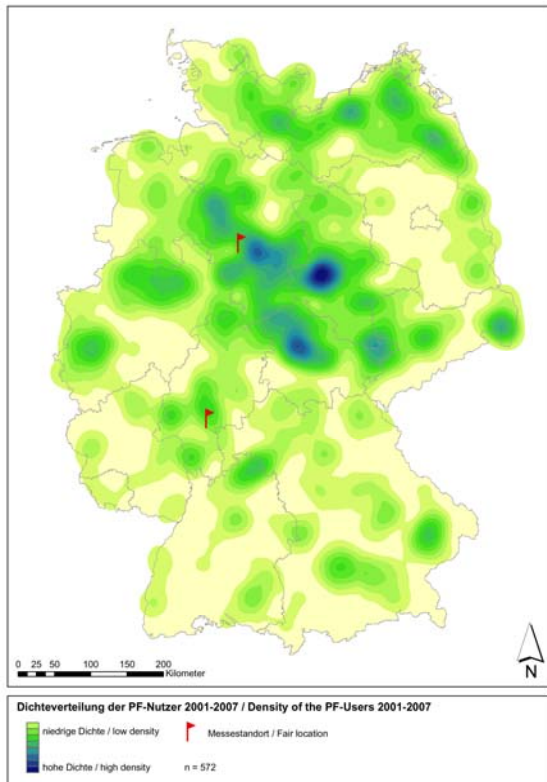 0 25 50 100 150 200
Kilometer
N
Dichteverteilung der PF-Nutzer 2001-2007 / Density of the PF-Users 2001-2007
niedrige Dichte / low density
Messestandort / Fair location
hohe Dichte / high density
n = 572